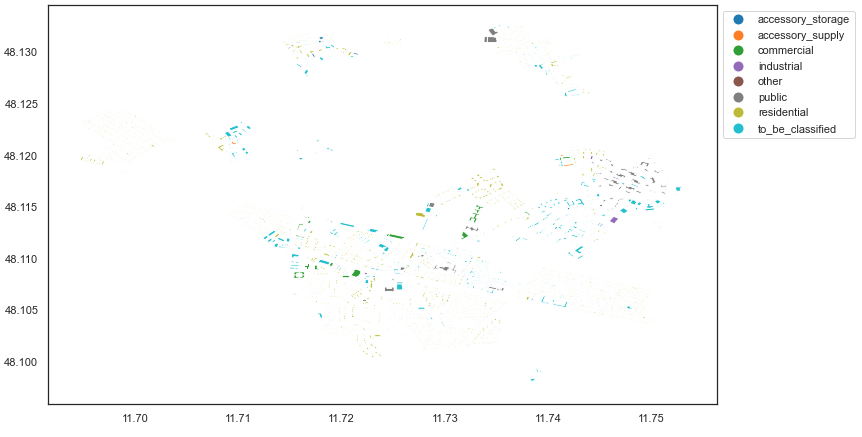 accessory_storage
accessory_supply
commercial
industrial
other
public
residential
to_be_classified
48.130
48.125
48.120
48.115
48.110
48.105
48.100
11.70 11.71 11.72 11.73 11.74 11.75